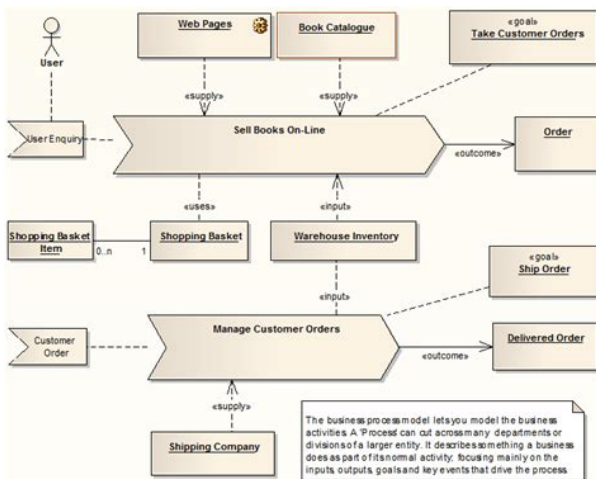 Web Pages
Book Catalogue
«goal»
Take Customer Orders
User
«supply»
«supply»
User Enquiry
Sell Books On-Line
Order
«outcome»
«uses»
«input»
Shopping Basket
Item
0..n
1
Shopping Basket
Warehouse Inventory
«goal»
Ship Order
«input»
Customer
Order
Manage Customer Orders
Delivered Order
«outcome»
«supply»
Shipping Company
The business process model lets you model the business
activities. A 'Process' can cut across many departments or
divisions of a larger entity. It describes something a business
does as part of its normal activity; focusing mainly on the
inputs, outputs, goals and key events that drive the process.